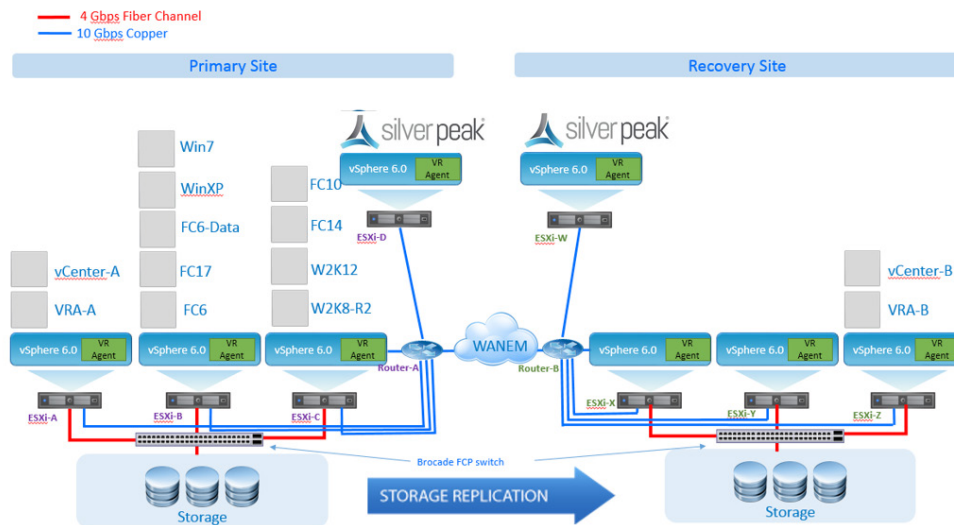 4 Gbps Fiber Channel
10 Gbps Copper
Primary Site
Recovery Site
silver peak®
silver peak®
Win7
vSphere 6.0
VR Agent
vSphere 6.0
VR Agent
WinXP
FC10
FC6-Data
FC14
ESXi-D
ESXi-W
vCenter-A
FC17
W2K12
vCenter-B
VRA-A
FC6
W2K8-R2
VRA-B
WANEM
vSphere 6.0
VR Agent
vSphere 6.0
VR Agent
vSphere 6.0
VR Agent
Router-A
Router-B
vSphere 6.0
VR Agent
vSphere 6.0
VR Agent
vSphere 6.0
VR Agent
ESXi-A
ESXi-B
ESXi-C
ESXi-X
ESXi-Y
ESXi-Z
Brocade FCP switch
STORAGE REPLICATION
Storage
Storage